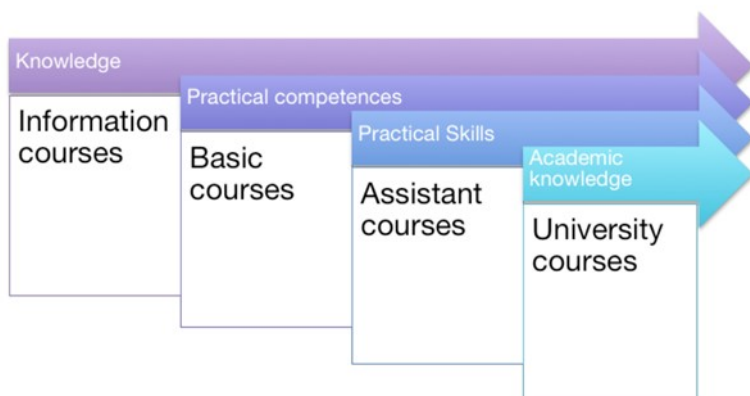 Knowledge
Information
courses
Practical competences
Basic
courses
Practical Skills
Assistant
courses
Academic
knowledge
University
courses